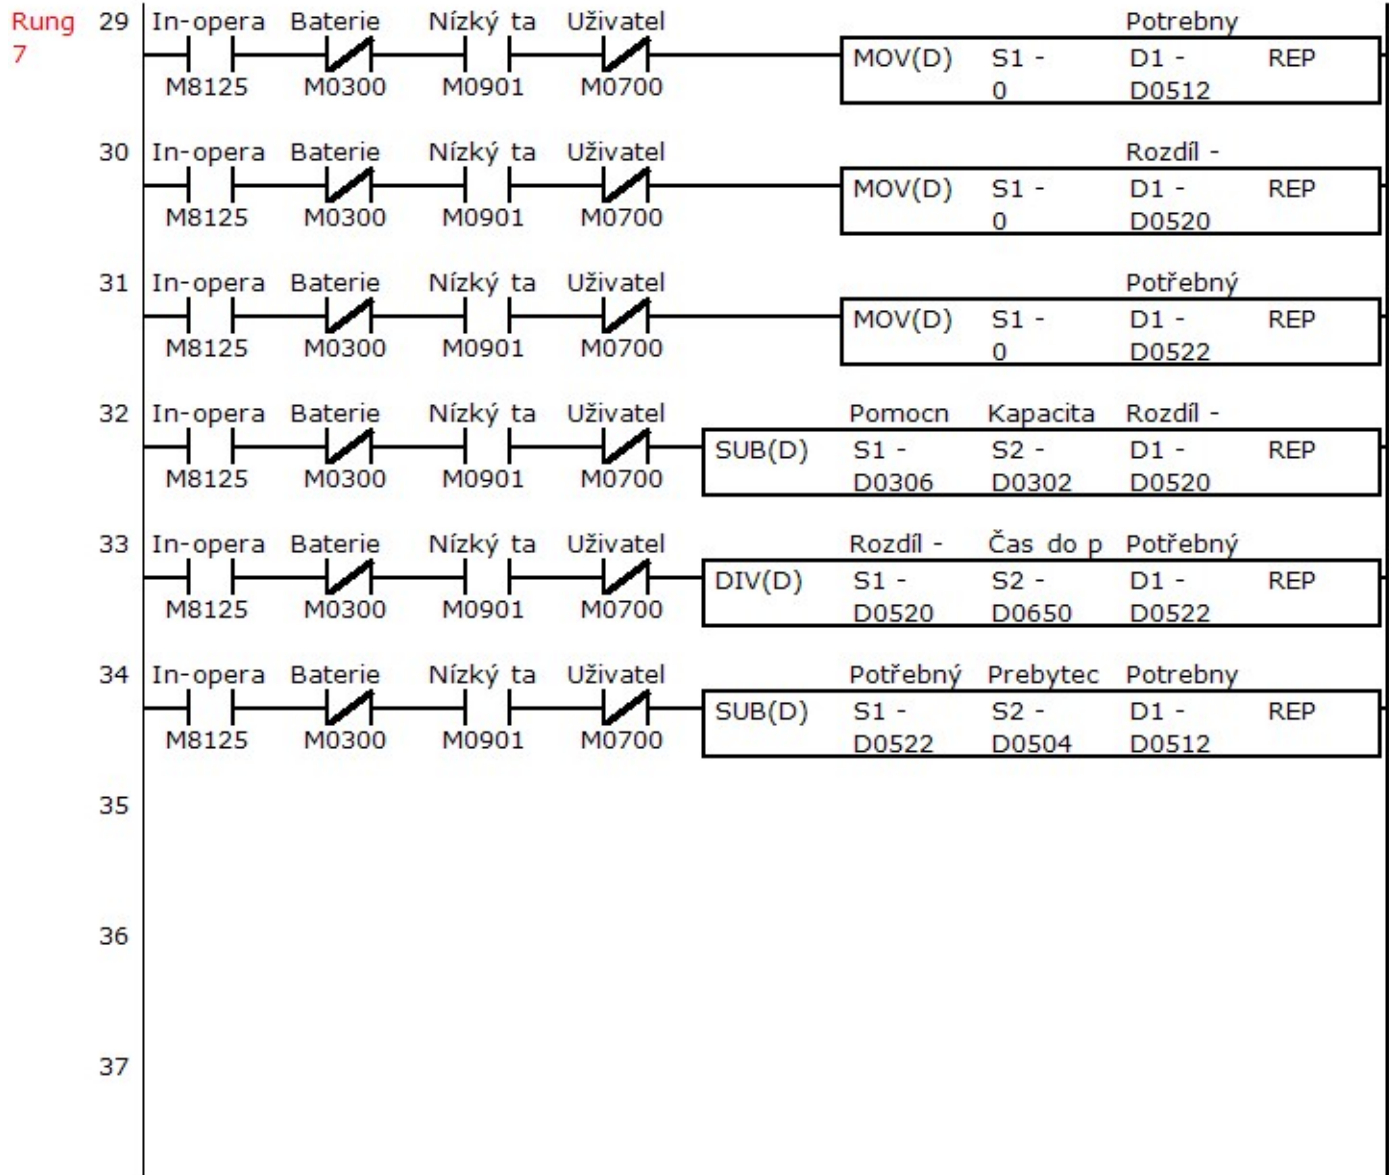 Rung 29 In-opera Baterie Nízký ta Uživatel Potrebny
7 MOV(D) S1 - D1 - REP
M8125 M0300 M0901 M0700 0 D0512
30 In-opera Baterie Nízký ta Uživatel Rozdíl -
MOV(D) S1 - D1 - REP
M8125 M0300 M0901 M0700 0 D0520
31 In-opera Baterie Nízký ta Uživatel Potřebný
MOV(D) S1 - D1 - REP
M8125 M0300 M0901 M0700 0 D0522
32 In-opera Baterie Nízký ta Uživatel Pomocn Kapacita Rozdíl -
SUB(D) S1 - S2 - D1 - REP
M8125 M0300 M0901 M0700 D0306 D0302 D0520
33 In-opera Baterie Nízký ta Uživatel Rozdíl - Čas do p Potřebný
DIV(D) S1 - S2 - D1 - REP
M8125 M0300 M0901 M0700 D0520 D0650 D0522
34 In-opera Baterie Nízký ta Uživatel Potřebný Prebytec Potrebny
SUB(D) S1 - S2 - D1 - REP
M8125 M0300 M0901 M0700 D0522 D0504 D0512
35
36
37